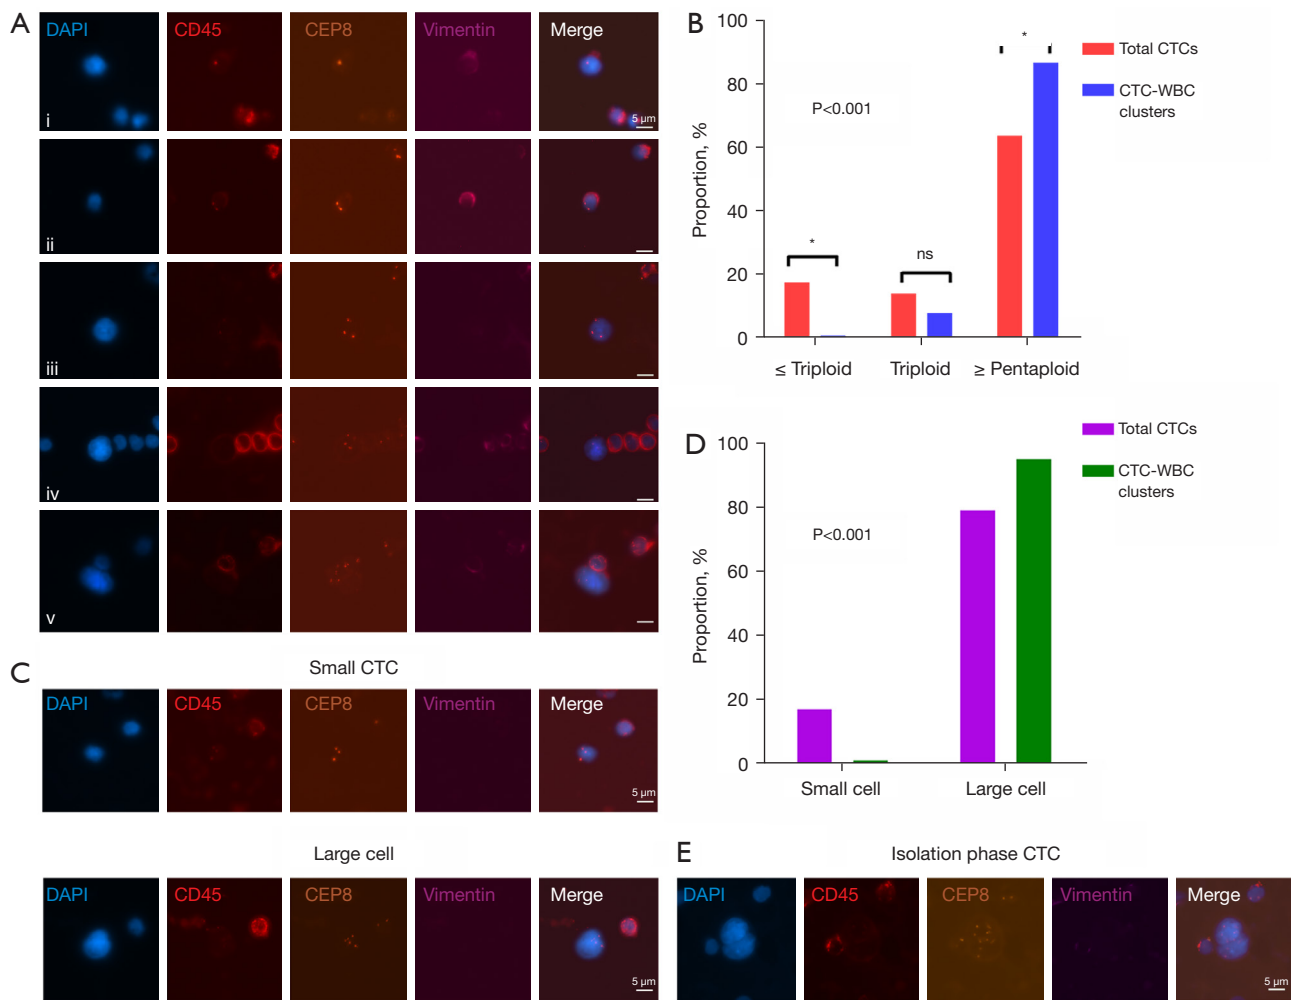 A
DAPI CD45 CEP8 Vimentin Merge
i
5 μm
ii
iii
iv
v
B
100
80
60
40
20
0
Proportion, %
P<0.001
*
ns
*
≤ Triploid Triploid ≥ Pentaploid
Total CTCs
CTC-WBC
clusters
C
Small CTC
DAPI CD45 CEP8 Vimentin Merge
5 μm
Large cell
DAPI CD45 CEP8 Vimentin Merge
5 μm
D
100
80
60
40
20
0
Proportion, %
P<0.001
Small cell Large cell
Total CTCs
CTC-WBC
clusters
E
Isolation phase CTC
DAPI CD45 CEP8 Vimentin Merge
5 μm